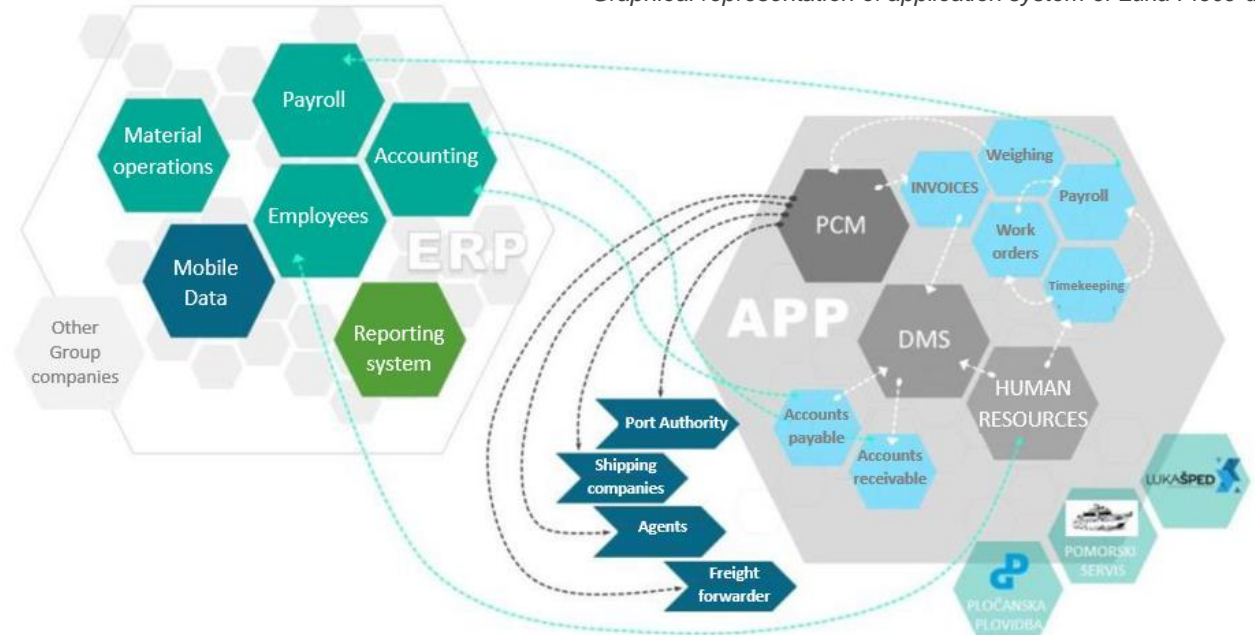 Graphical representation of application system of Luka Ploče d
Payroll
Material
operations
Accounting
Employees
ERP
Mobile
Data
Other
Group
companies
Reporting
system
Weighing
INVOICES
Payroll
PCM
Work
orders
Timekeeping
APP
DMS
HUMAN
RESOURCES
Accounts
payable
Accounts
receivable
Port Authority
Shipping
companies
Agents
Freight
forwarder
LUKAŠPED
POMORSKI
SERVIS
PLOČANSKA
PLOVIDBA